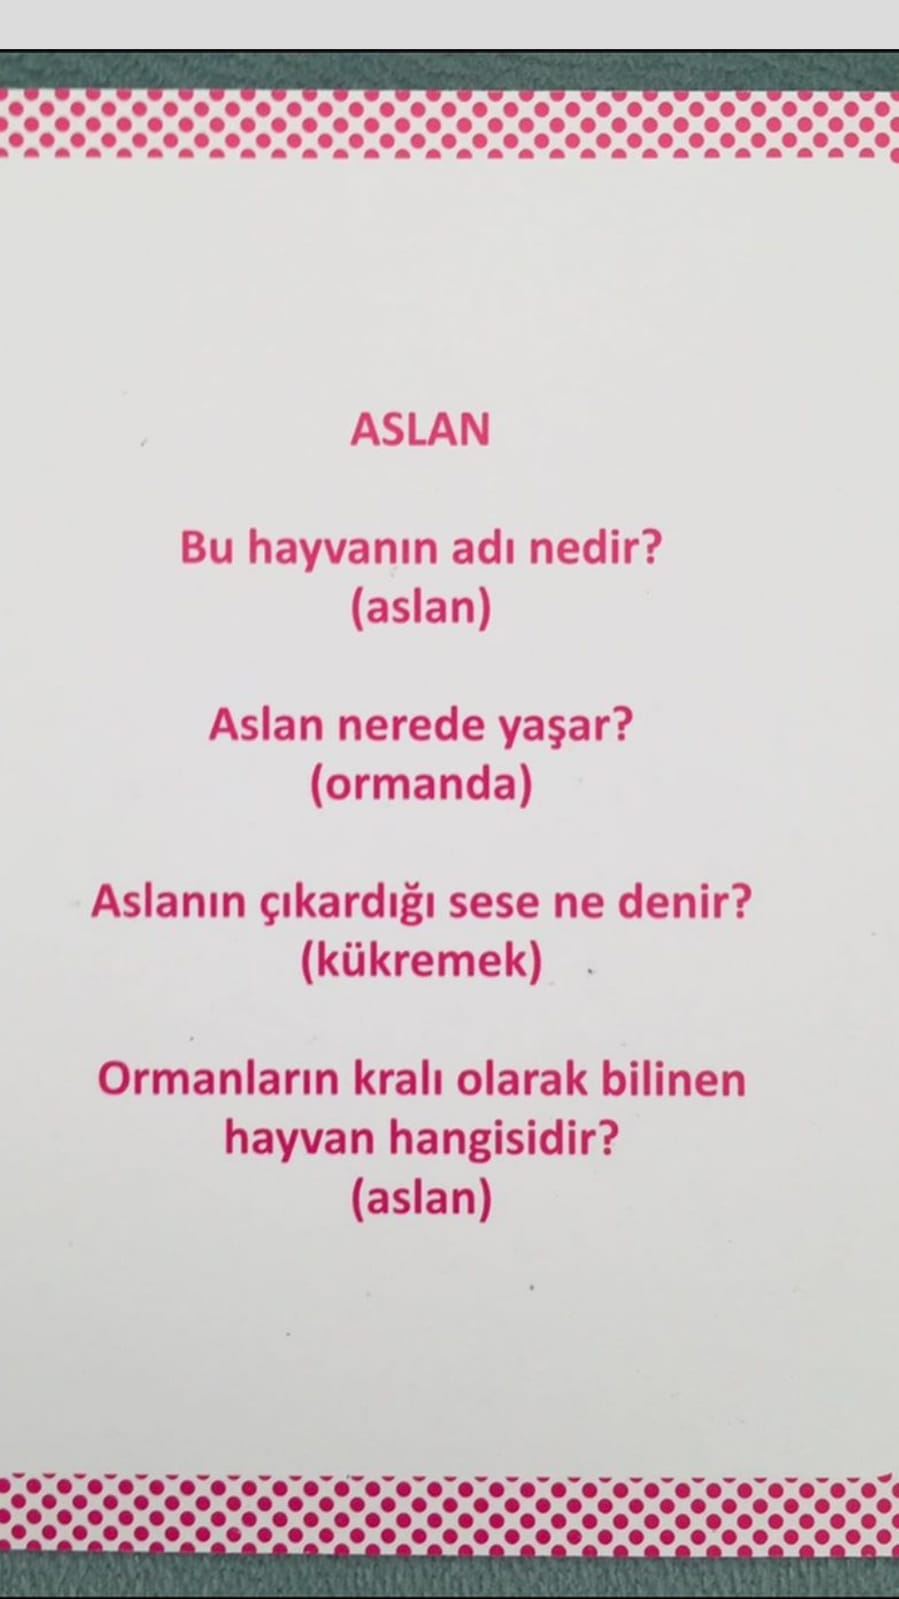 ASLAN
Bu hayvanın adı nedir?
(aslan)
Aslan nerede yaşar?
(ormanda)
Aslanın çıkardığı sese ne denir?
(kükremek)
Ormanların kralı olarak bilinen
hayvan hangisidir?
(aslan)